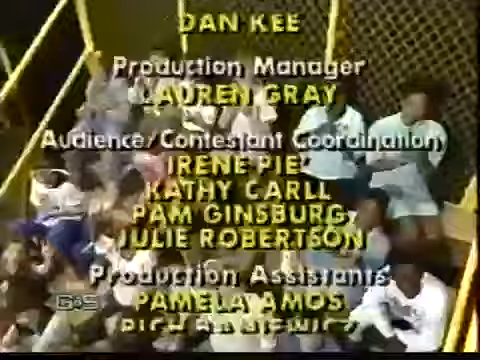 DAN KEE
Production Manager
LAUREN GRAY
Audience/Contestant Coordination
IRENE PIE
KATHY CARLL
PAM GINSBURG
JULIE ROBERTSON
Production Assistants
PAMELA AMOS
GAS